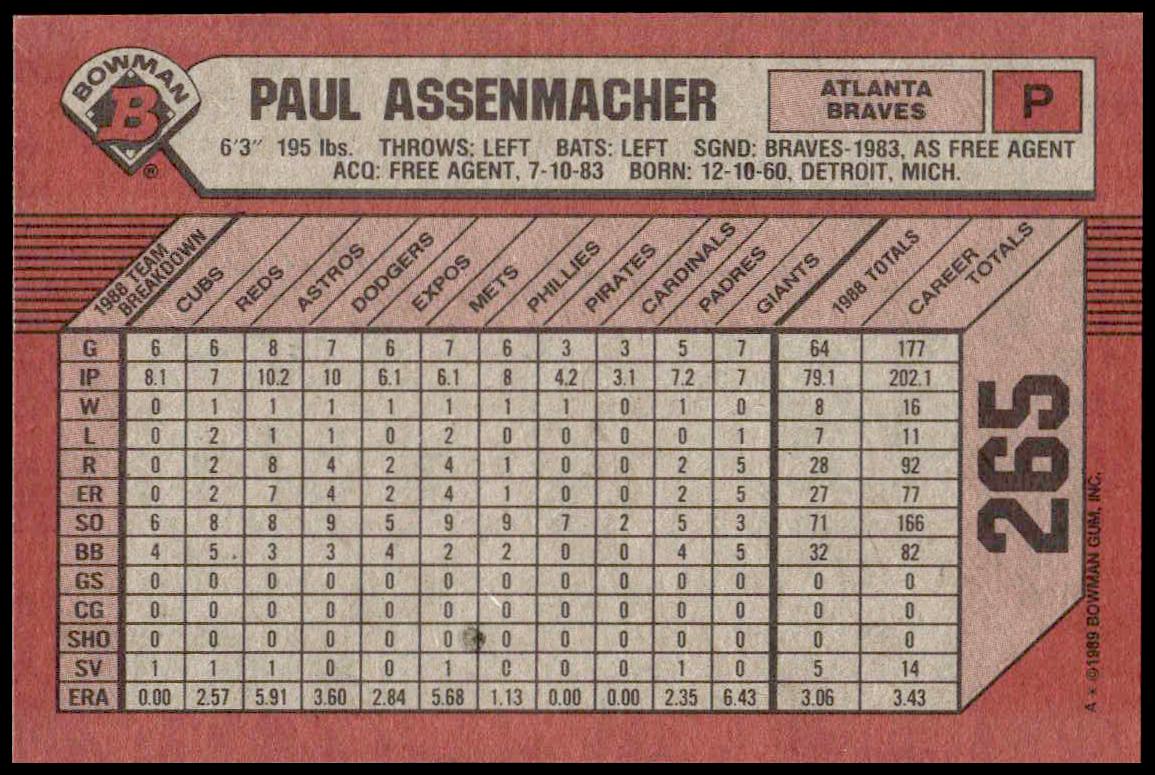 BOWMAN
B
®
PAUL ASSENMACHER
ATLANTA
BRAVES
P
6'3" 195 lbs. THROWS: LEFT BATS: LEFT SGND: BRAVES-1983, AS FREE AGENT
ACQ: FREE AGENT, 7-10-83 BORN: 12-10-60, DETROIT, MICH.
1988 TEAM BREAKDOWN CUBS REDS ASTROS DODGERS EXPOS METS PHILLIES PIRATES CARDINALS PADRES GIANTS 1988 TOTALS CAREER TOTALS
G 6 6 8 7 6 7 6 3 3 5 7 64 177
IP 8.1 7 10.2 10 6.1 6.1 8 4.2 3.1 7.2 7 79.1 202.1
W 0 1 1 1 1 1 1 1 0 1 0 8 16
L 0 2 1 1 0 2 0 0 0 0 1 7 11
R 0 2 8 4 2 4 1 0 0 2 5 28 92
ER 0 2 7 4 2 4 1 0 0 2 5 27 77
SO 6 8 8 9 5 9 9 7 2 5 3 71 166
BB 4 5 3 3 4 2 2 0 0 4 5 32 82
GS 0 0 0 0 0 0 0 0 0 0 0 0 0
CG 0 0 0 0 0 0 0 0 0 0 0 0 0
SHO 0 0 0 0 0 0 0 0 0 0 0 0 0
SV 1 1 1 0 0 1 0 0 0 1 0 5 14
ERA 0.00 2.57 5.91 3.60 2.84 5.68 1.13 0.00 0.00 2.35 6.43 3.06 3.43
265
A * ©1989 BOWMAN GUM, INC.